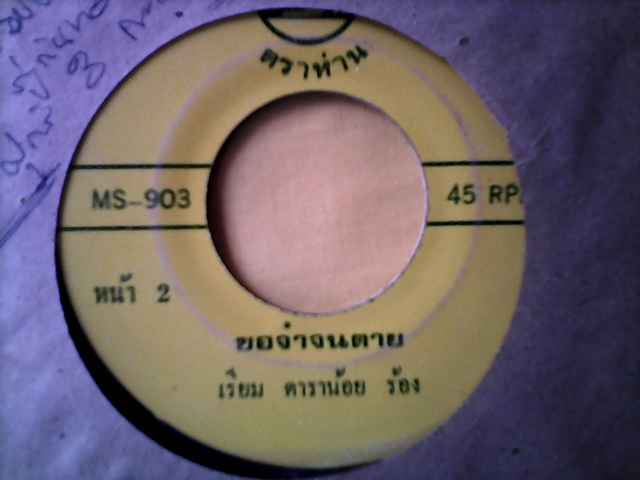 ตราห่าน
MS-903
45 RP
หน้า 2
ขอจำจนตาย
เรียม ดาราน้อย ร้อง